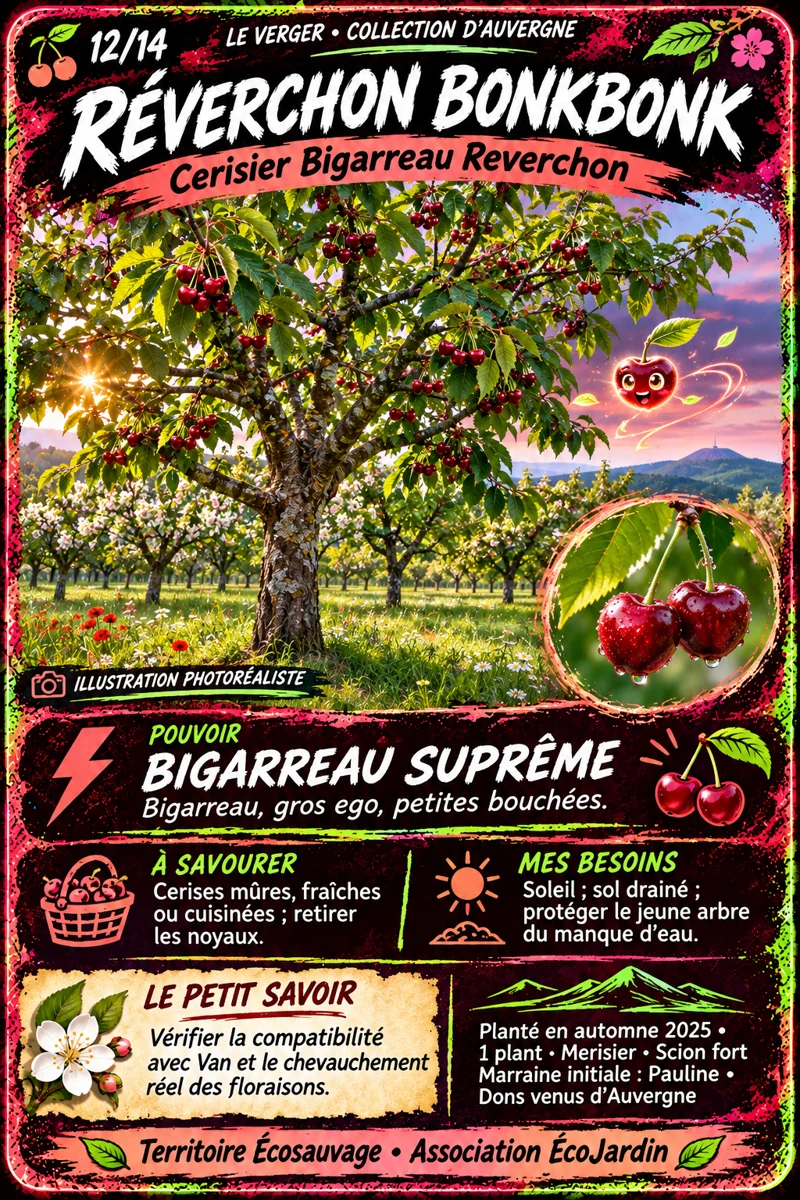 12/14
LE VERGER • COLLECTION D'AUVERGNE
RÉVERCHON BONKBONK
Cerisier Bigarreau Reverchon
ILLUSTRATION PHOTORÉALISTE
POUVOIR
BIGARREAU SUPRÊME
Bigarreau, gros ego, petites bouchées.
À SAVOURER
Cerises mûres, fraîches
ou cuisinées ; retirer
les noyaux.
MES BESOINS
Soleil ; sol drainé ;
protéger le jeune arbre
du manque d'eau.
LE PETIT SAVOIR
Vérifier la compatibilité
avec Van et le chevauchement
réel des floraisons.
Planté en automne 2025 •
1 plant • Merisier • Scion fort
Marraine initiale : Pauline •
Dons venus d'Auvergne
Territoire Écosauvage • Association ÉcoJardin